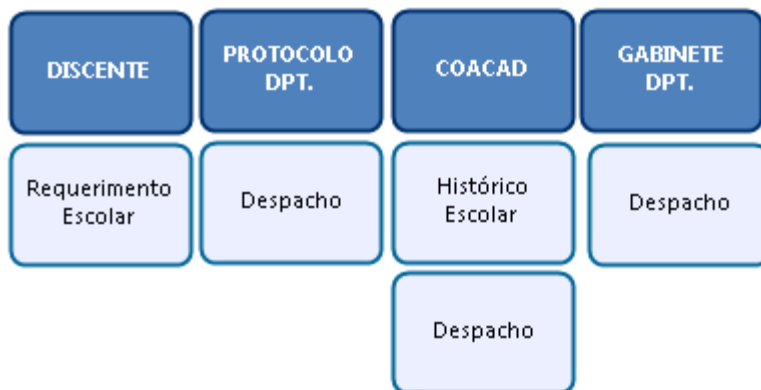 DISCENTE
PROTOCOLO
DPT.
COACAD
GABINETE
DPT.
Requerimento
Escolar
Despacho
Histórico
Escolar
Despacho
Despacho